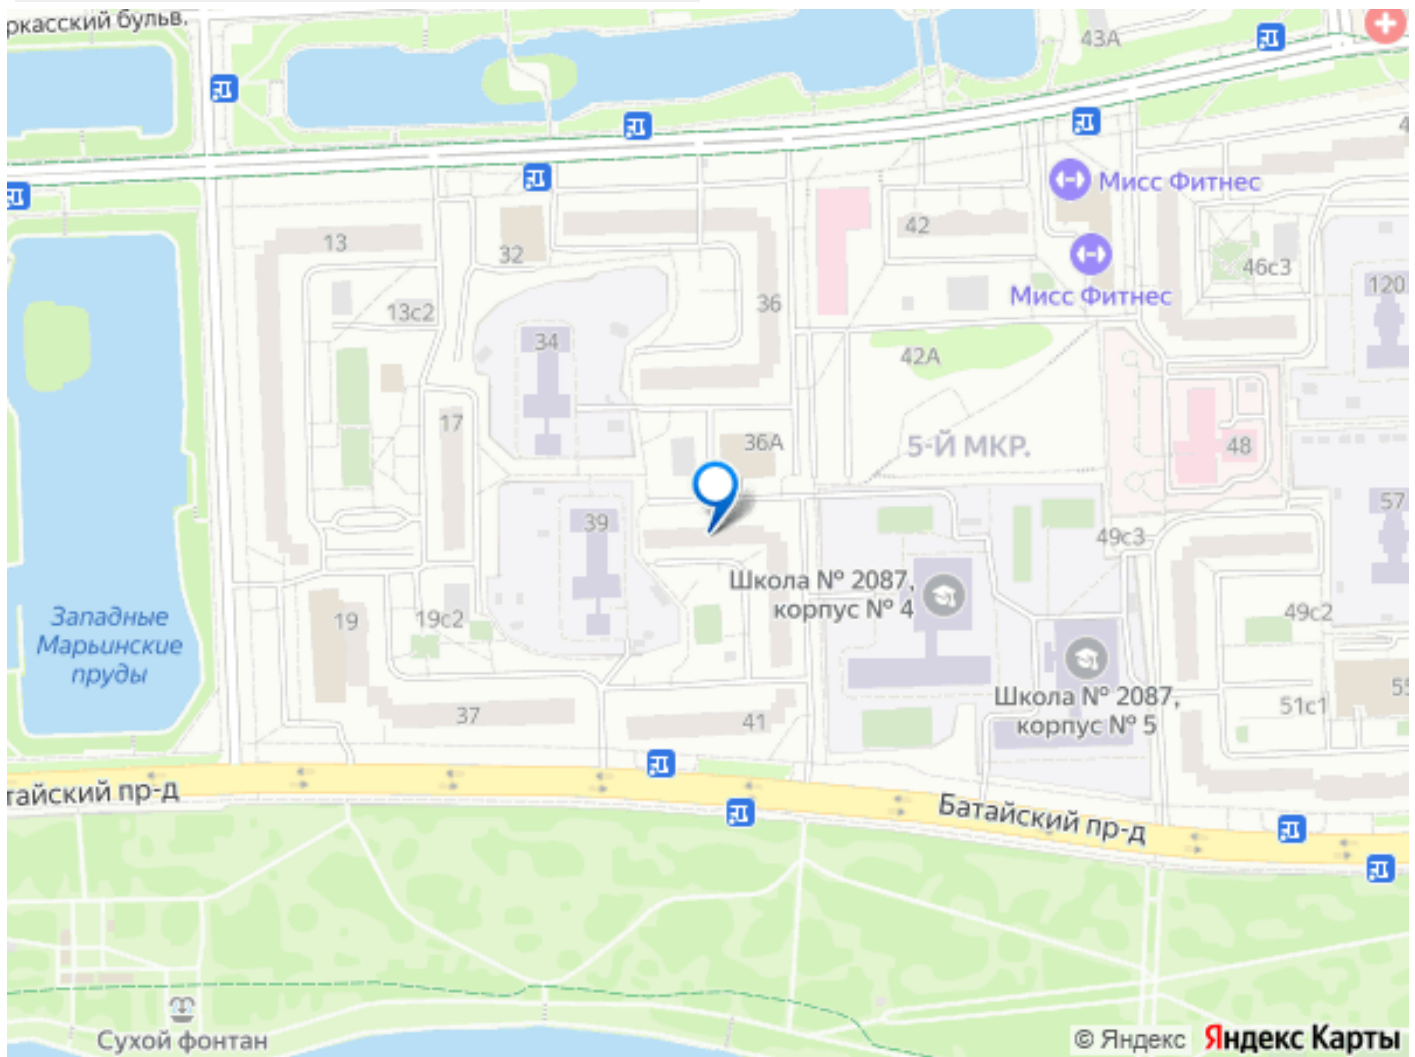 ркасский бульв.
43А
Мисс Фитнес
13
32
42
46с3
36
Мисс Фитнес
120
13с2
34
42А
17
36А
5-Й МКР.
48
39
57
49с3
Школа № 2087,
корпус № 4
Западные
Марьинские
пруды
19
19с2
49с2
Школа № 2087,
корпус № 5
55
51с1
37
41
тайский пр-д
Батайский пр-д
Сухой фонтан
© Яндекс Яндекс Карты